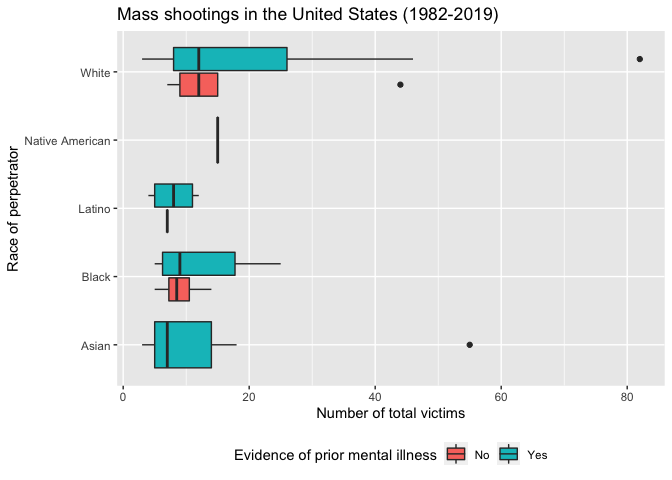 Mass shootings in the United States (1982-2019)
Race of perpetrator
White
Native American
Latino
Black
Asian
0 20 40 60 80
Number of total victims
Evidence of prior mental illness No Yes